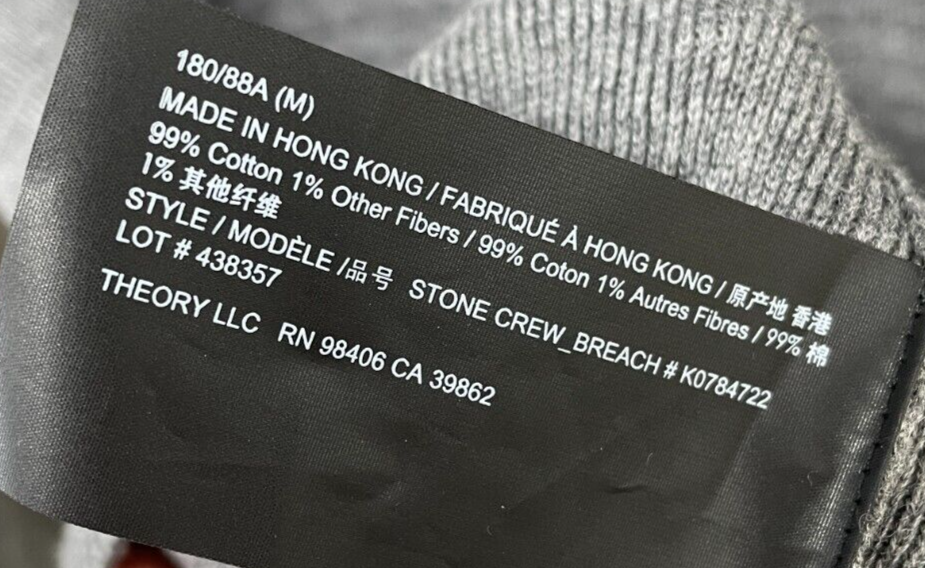 180/88A (M)
MADE IN HONG KONG / FABRIQUÉ À HONG KONG / 原产地 香港
99% Cotton 1% Other Fibers / 99% Coton 1% Autres Fibres / 99% 棉
1% 其他纤维
STYLE / MODÈLE /品号 STONE CREW_BREACH # K0784722
LOT # 438357
THEORY LLC RN 98406 CA 39862